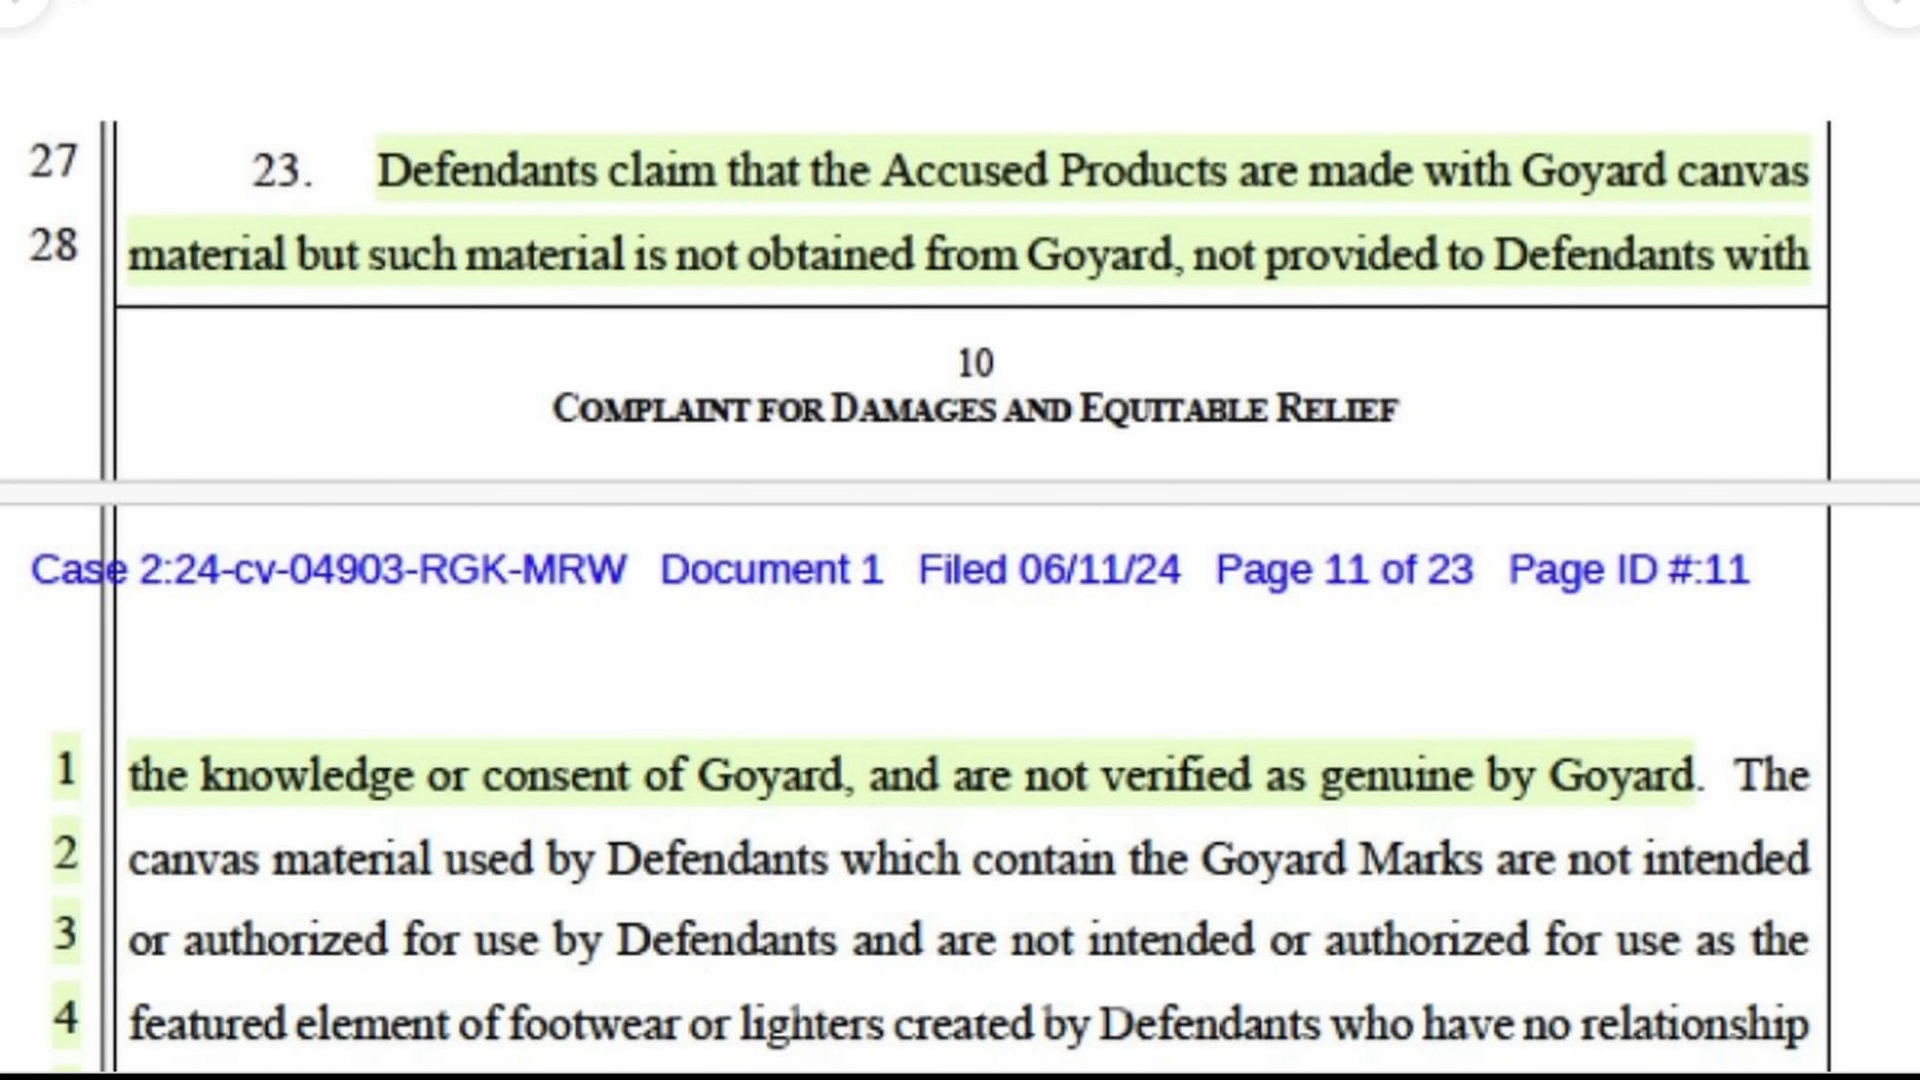 27 23. Defendants claim that the Accused Products are made with Goyard canvas
28 material but such material is not obtained from Goyard, not provided to Defendants with
10
COMPLAINT FOR DAMAGES AND EQUITABLE RELIEF
Case 2:24-cv-04903-RGK-MRW Document 1 Filed 06/11/24 Page 11 of 23 Page ID #:11
1 the knowledge or consent of Goyard, and are not verified as genuine by Goyard. The
2 canvas material used by Defendants which contain the Goyard Marks are not intended
3 or authorized for use by Defendants and are not intended or authorized for use as the
4 featured element of footwear or lighters created by Defendants who have no relationship